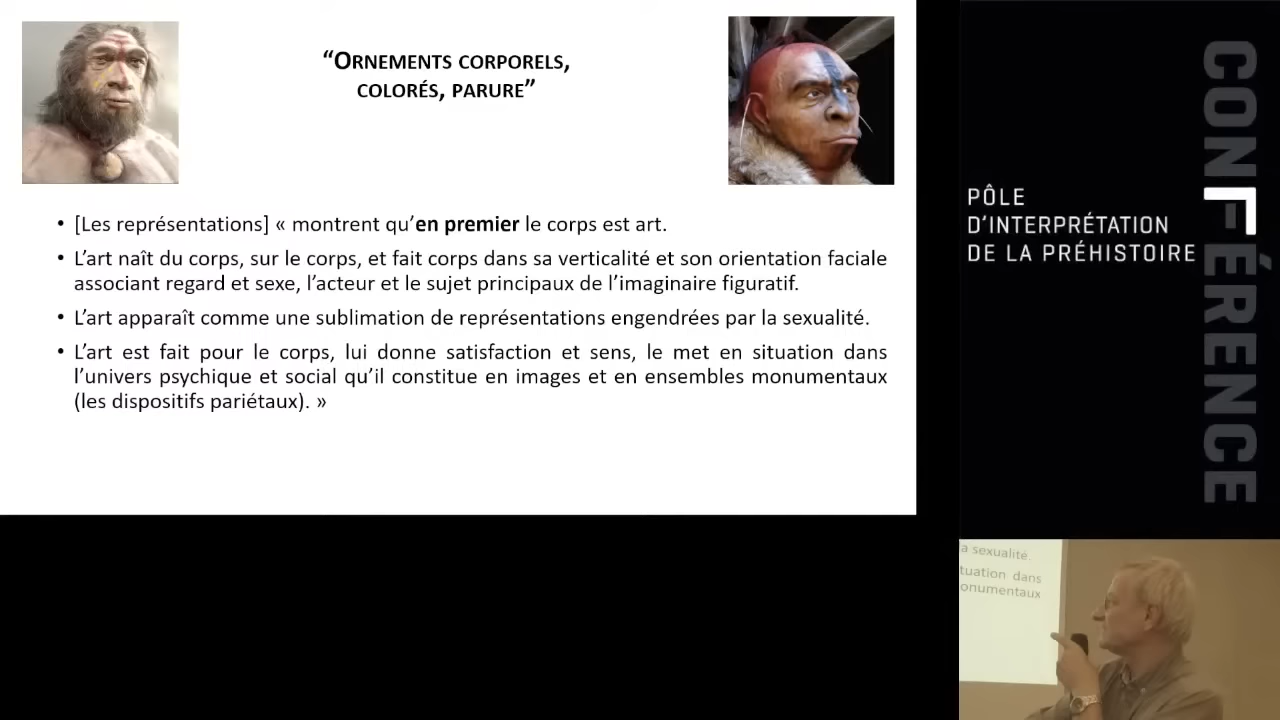 “ORNEMENTS CORPORELS,
COLORÉS, PARURE”
• [Les représentations] « montrent qu’en premier le corps est art.
• L’art naît du corps, sur le corps, et fait corps dans sa verticalité et son orientation faciale
associant regard et sexe, l’acteur et le sujet principaux de l’imaginaire figuratif.
• L’art apparaît comme une sublimation de représentations engendrées par la sexualité.
• L’art est fait pour le corps, lui donne satisfaction et sens, le met en situation dans
l’univers psychique et social qu’il constitue en images et en ensembles monumentaux
(les dispositifs pariétaux). »
PÔLE
D’INTERPRÉTATION
DE LA PRÉHISTOIRE
CONFÉRENCE
a sexualité.
tuation dans
onumentaux